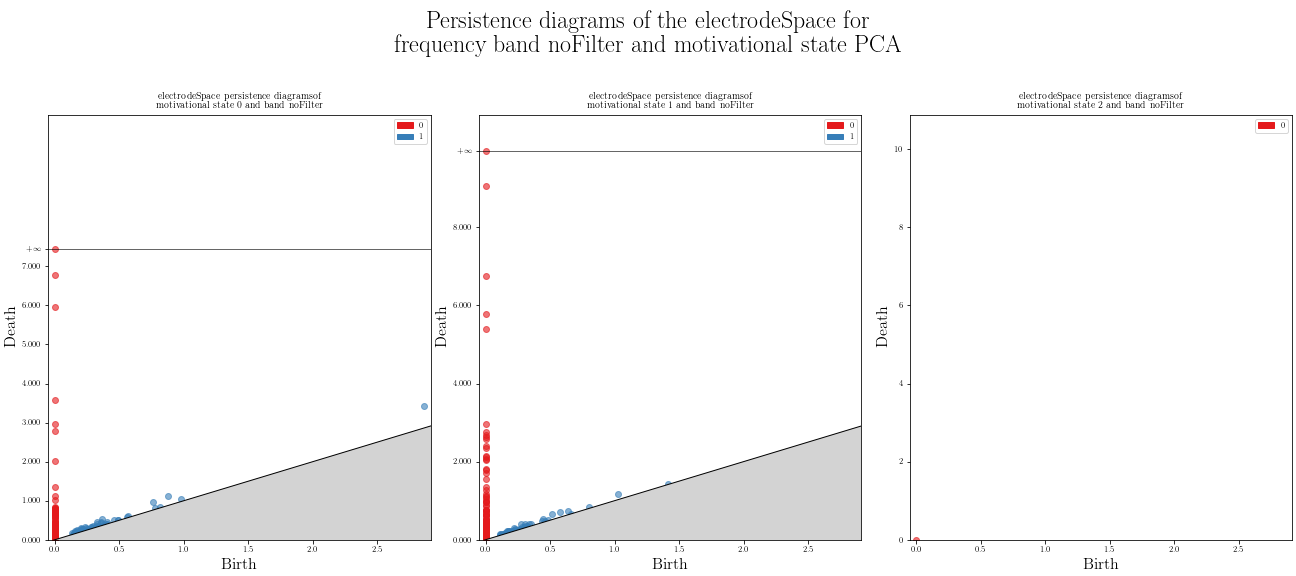 Persistence diagrams of the electrodeSpace for
frequency band noFilter and motivational state PCA
electrodeSpace persistence diagramsof
motivational state 0 and band noFilter
0
1
+∞
7.000
6.000
5.000
4.000
3.000
2.000
1.000
0.000
Death
0.0 0.5 1.0 1.5 2.0 2.5
Birth
electrodeSpace persistence diagramsof
motivational state 1 and band noFilter
0
1
+∞
8.000
6.000
4.000
2.000
0.000
Death
0.0 0.5 1.0 1.5 2.0 2.5
Birth
electrodeSpace persistence diagramsof
motivational state 2 and band noFilter
0
10
8
6
4
2
0
Death
0.0 0.5 1.0 1.5 2.0 2.5
Birth